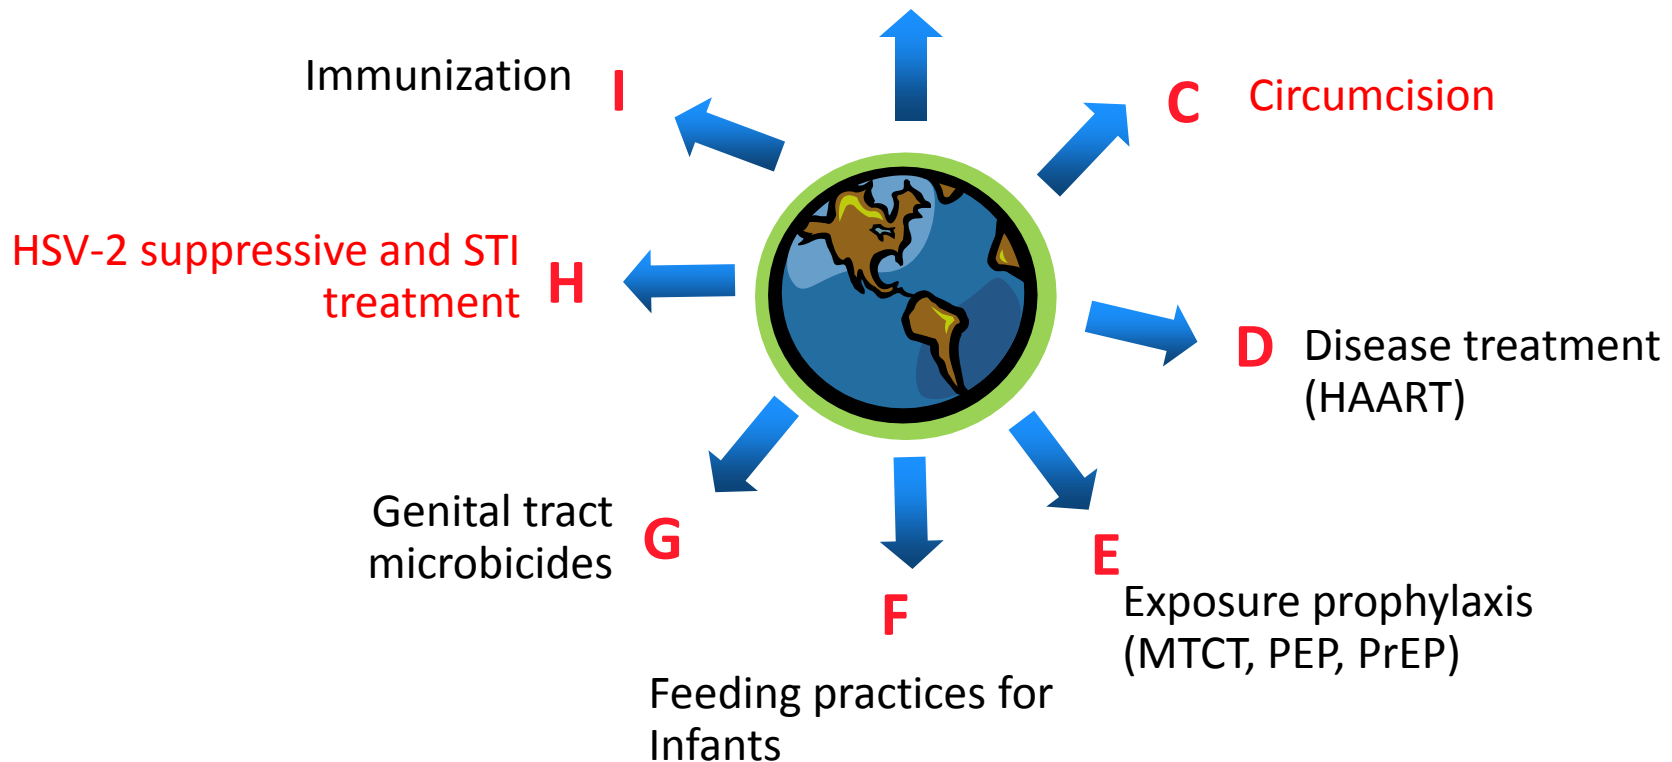 Immunization I
C Circumcision
HSV-2 suppressive and STI
treatment H
D Disease treatment
(HAART)
Genital tract
microbicides G
E
Exposure prophylaxis
(MTCT, PEP, PrEP)
F
Feeding practices for
Infants